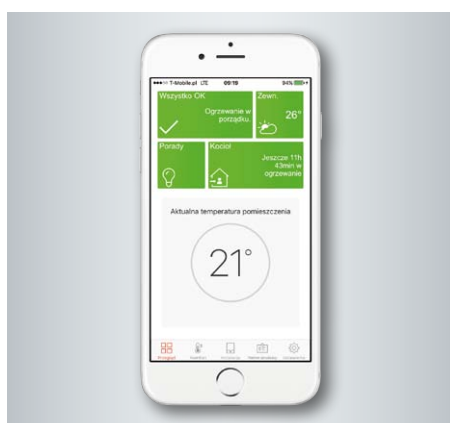 T-Mobile.pl LTE 09:19 94%
Wszystko OK
Ogrzewanie w
porządku.
Zewn.
26°
Porady
Kocioł
Jeszcze 11h
43min w
ogrzewanie
Aktualna temperatura pomieszczenia
21°
Przegląd